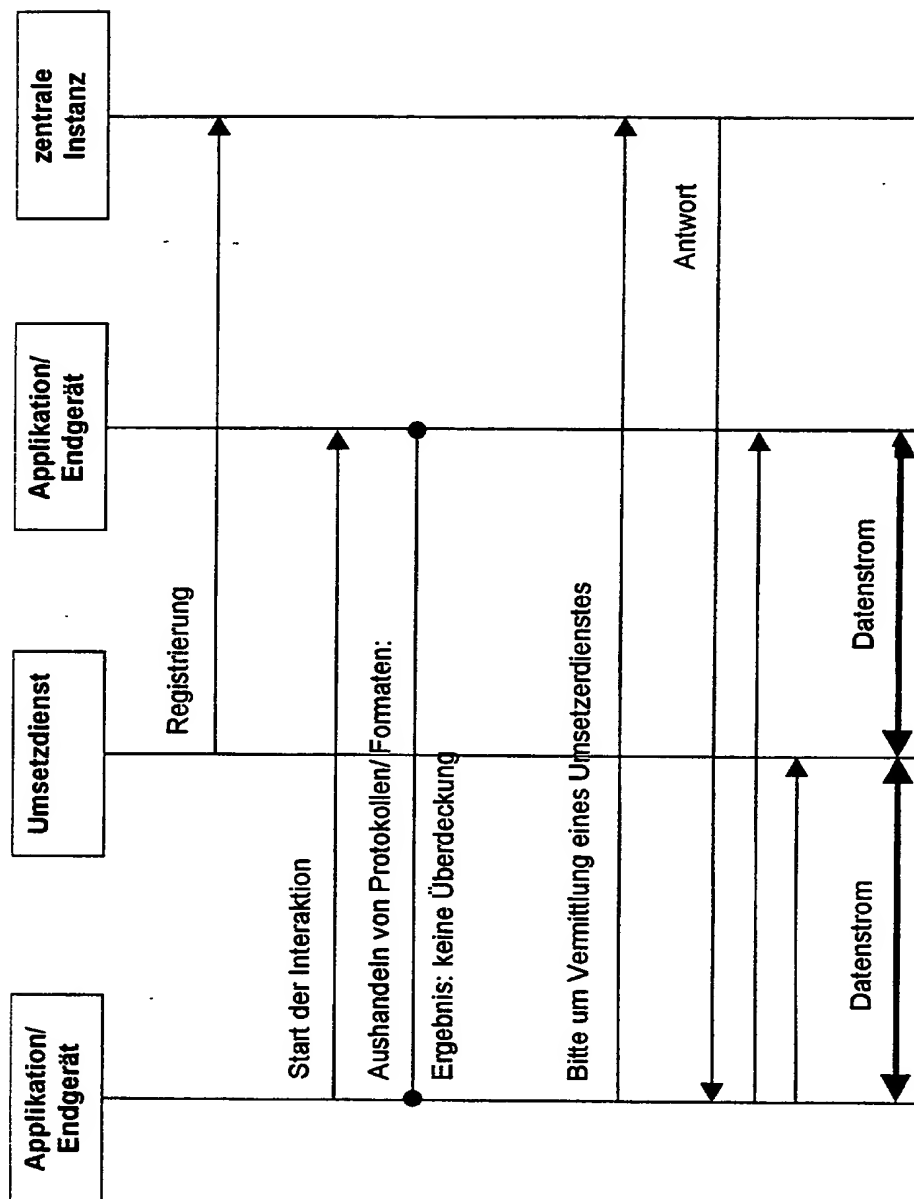 Applikation/
Endgerät
Umsetzdienst
Applikation/
Endgerät
zentrale
Instanz
Registrierung
Start der Interaktion
Aushandeln von Protokollen/ Formaten:
Ergebnis: keine Überdeckung
Bitte um Vermittlung eines Umsetzerdienstes
Antwort
Datenstrom
Datenstrom